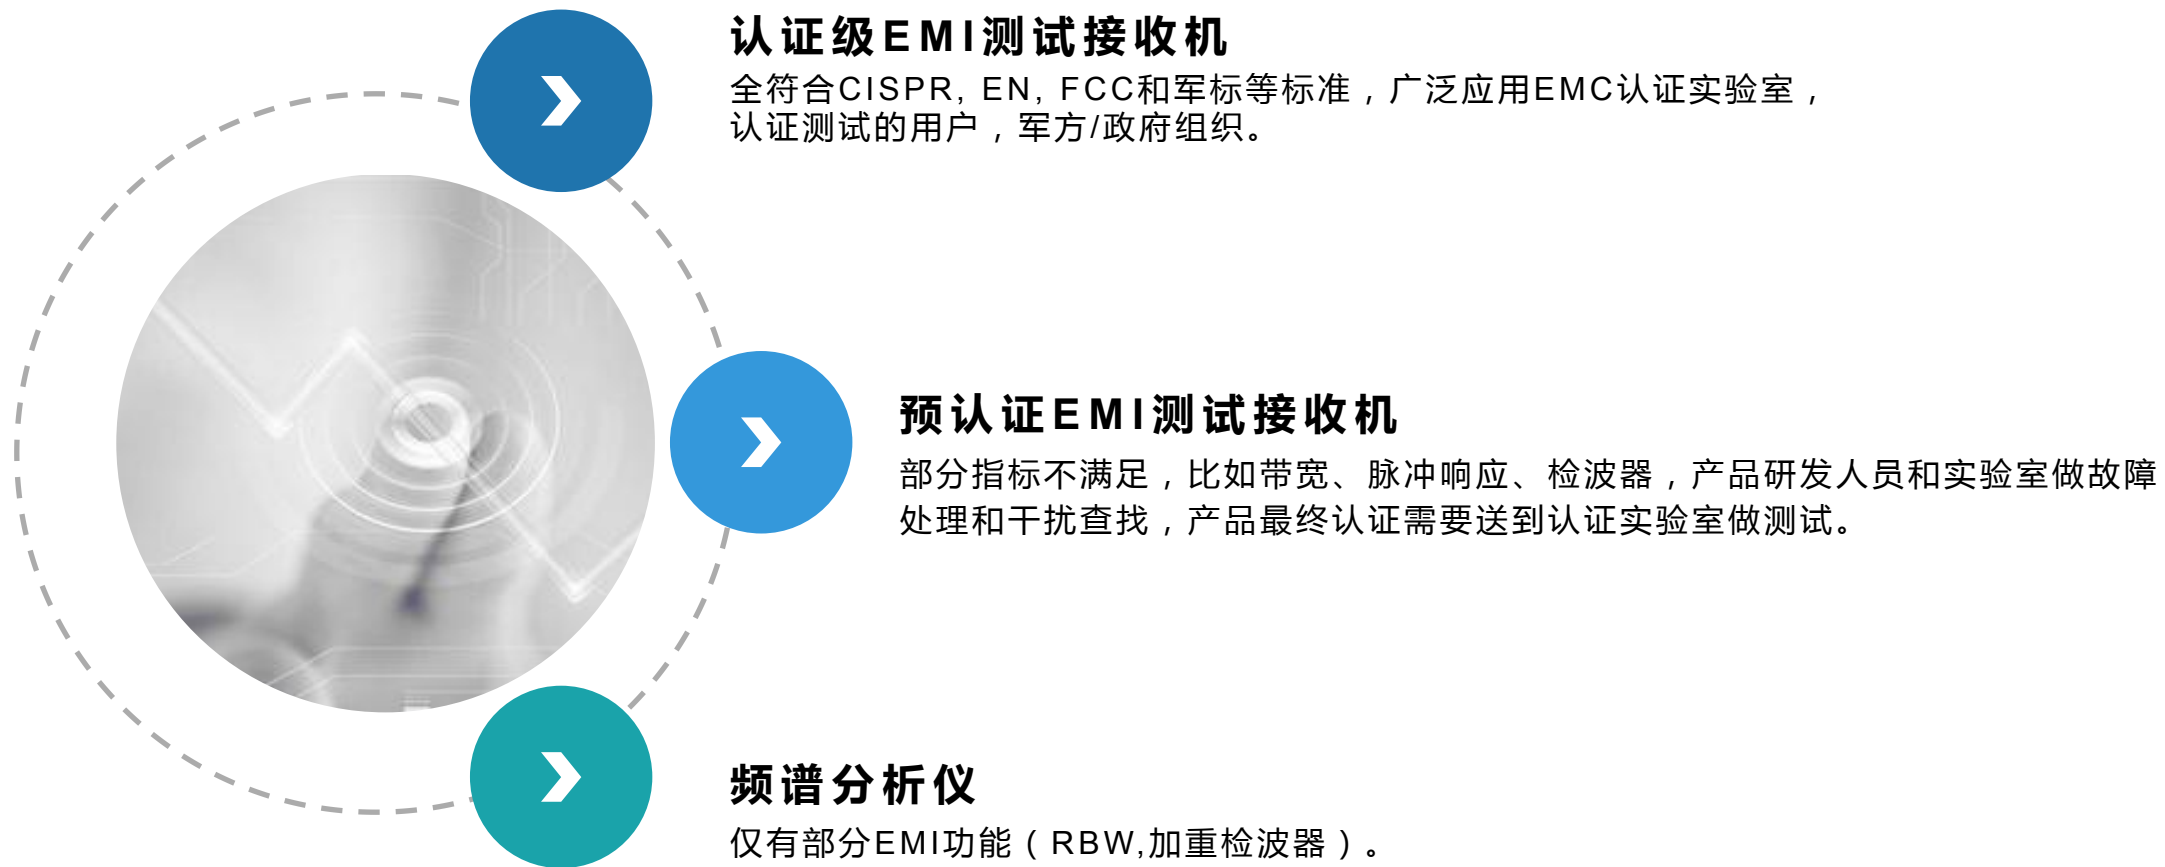 认证级EMI测试接收机
全符合CISPR, EN, FCC和军标等标准，广泛应用EMC认证实验室，
认证测试的用户，军方/政府组织。
预认证EMI测试接收机
部分指标不满足，比如带宽、脉冲响应、检波器，产品研发人员和实验室做故障
处理和干扰查找，产品最终认证需要送到认证实验室做测试。
频谱分析仪
仅有部分EMI功能（RBW,加重检波器）。